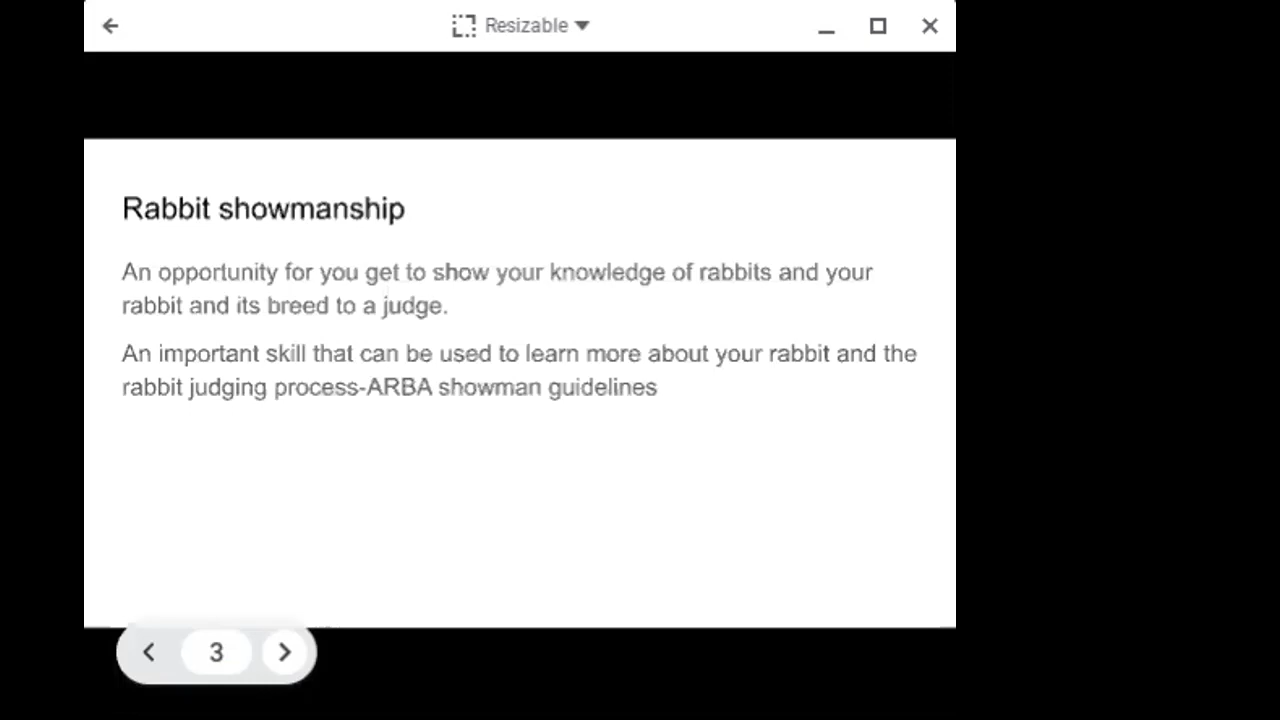 Resizable
Rabbit showmanship
An opportunity for you get to show your knowledge of rabbits and your
rabbit and its breed to a judge.
An important skill that can be used to learn more about your rabbit and the
rabbit judging process-ARBA showman guidelines
3